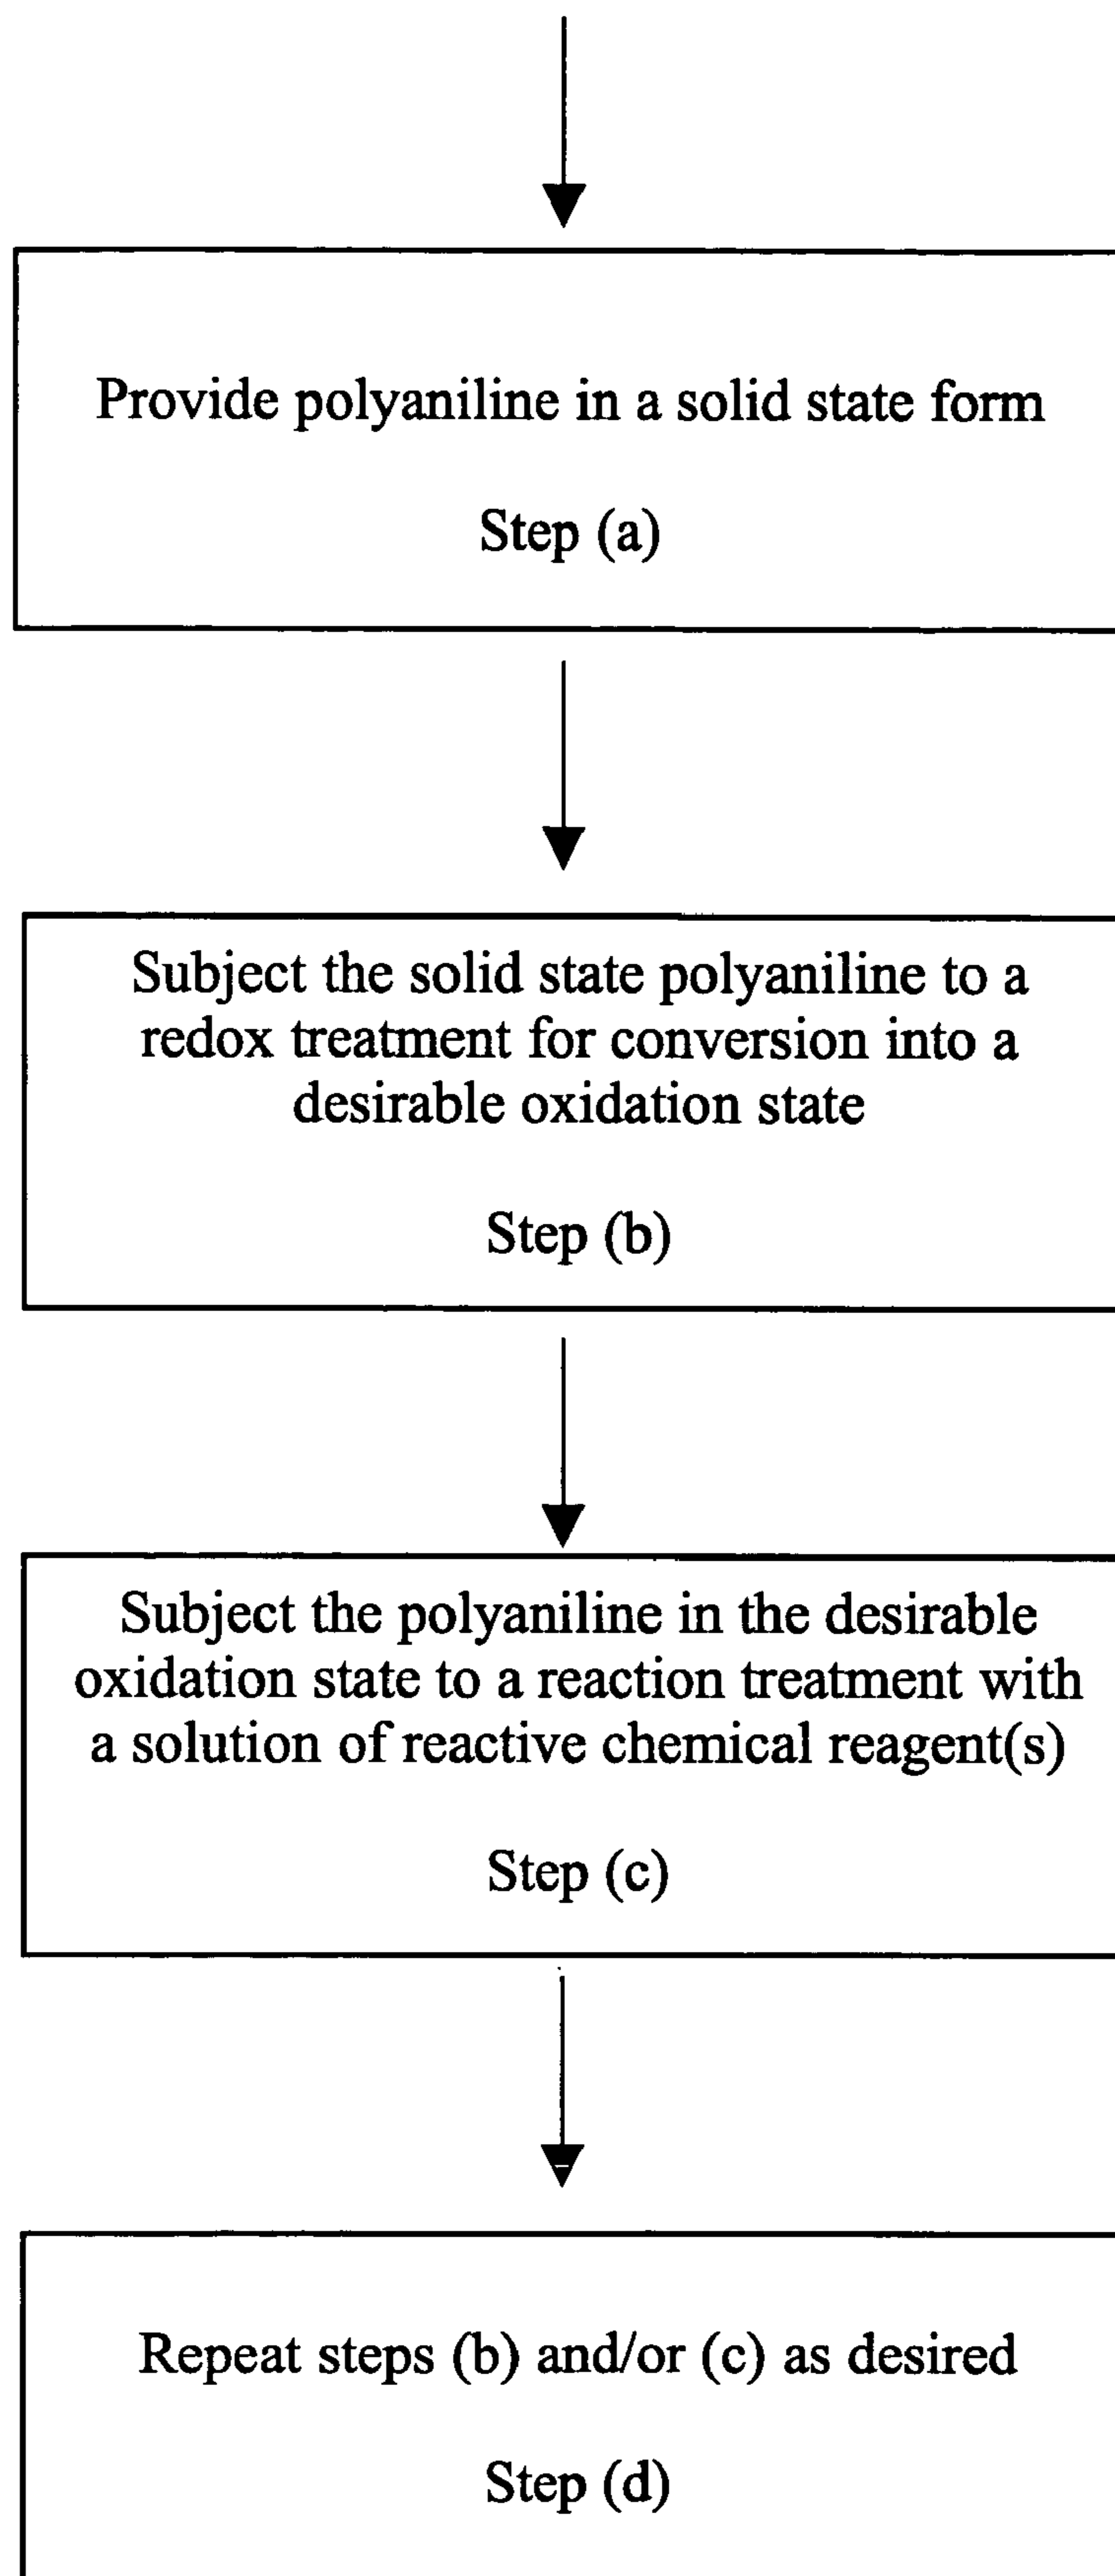 Provide polyaniline in a solid state form
Step (a)
Subject the solid state polyaniline to a
redox treatment for conversion into a
desirable oxidation state
Step (b)
Subject the polyaniline in the desirable
oxidation state to a reaction treatment with
a solution of reactive chemical reagent(s)
Step (c)
Repeat steps (b) and/or (c) as desired
Step (d)